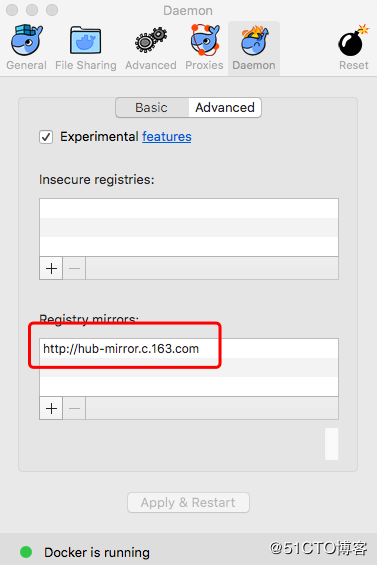 Daemon
General File Sharing Advanced Proxies Daemon Reset
Basic Advanced
Experimental features
Insecure registries:
+ −
Registry mirrors:
http://hub-mirror.c.163.com
+ −
Apply & Restart
Docker is running
@51CTO博客